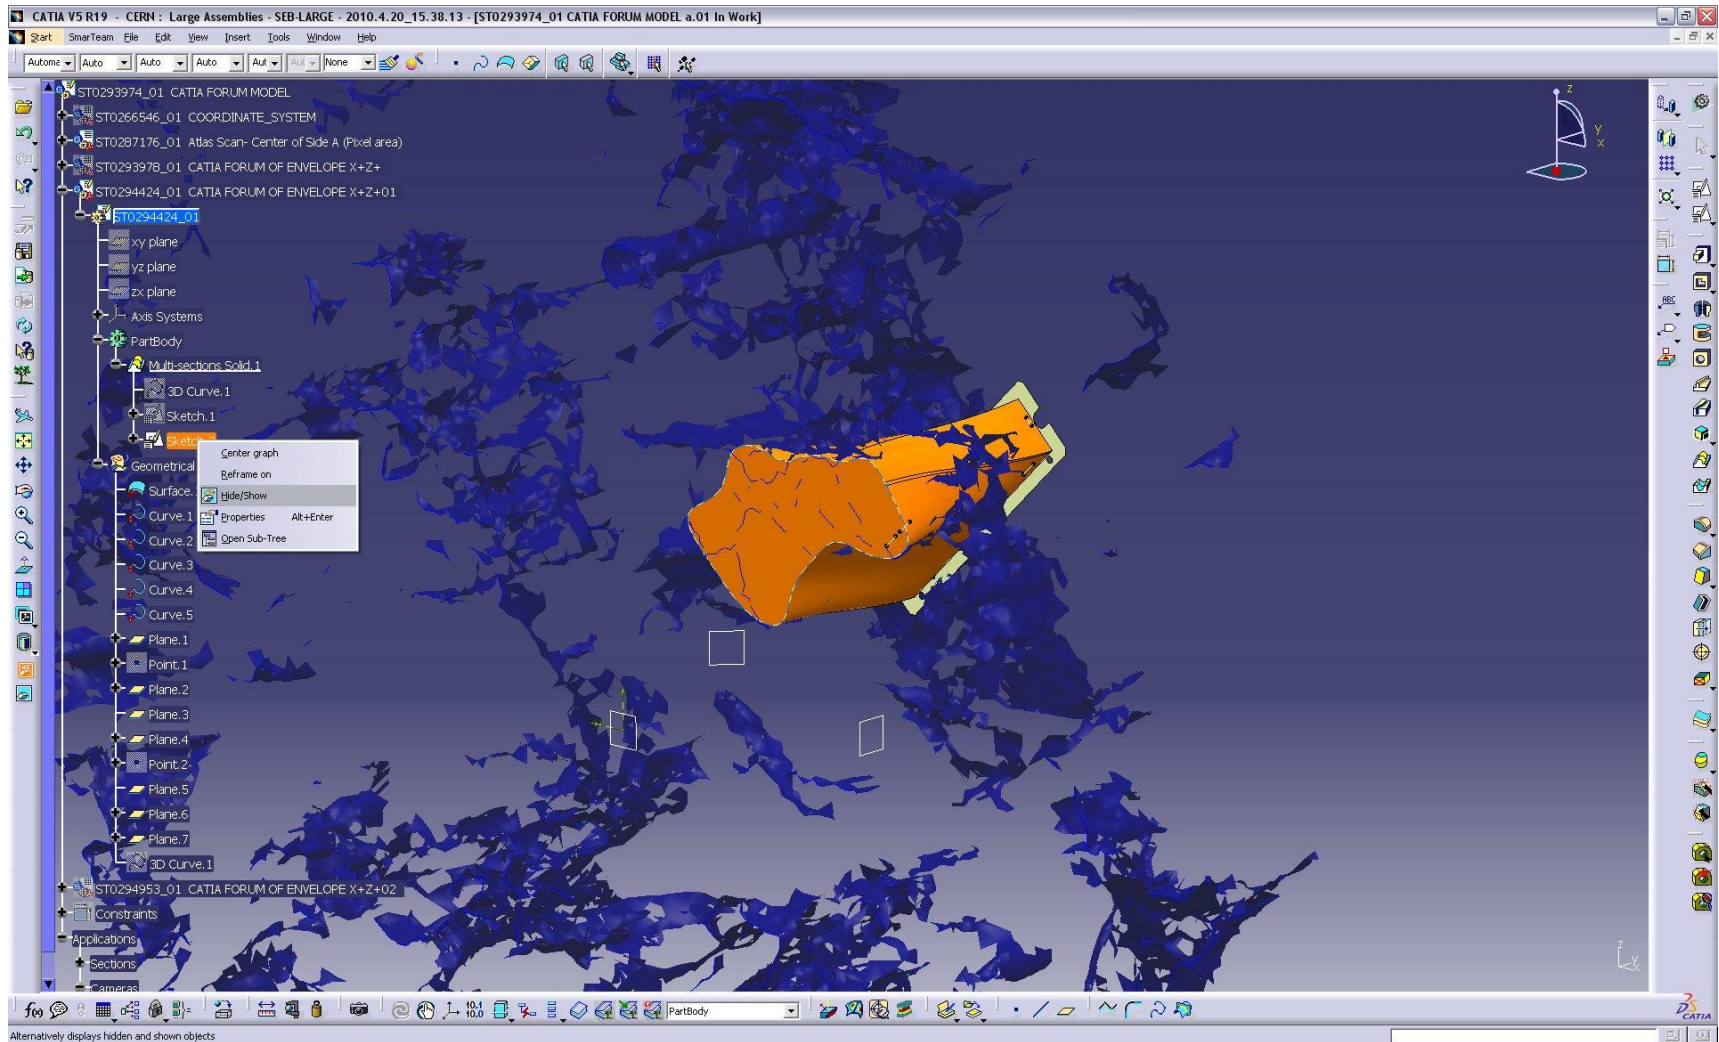 CATIA V5 R19 - CERN : Large Assemblies - SEB-LARGE - 2010.4.20_15.38.13 - [ST0293974_01 CATIA FORUM MODEL a.01 In Work]
Start SmarTeam File Edit View Insert Tools Window Help
Auto Auto Auto Aut Aut None
ST0293974_01 CATIA FORUM MODEL
ST0266546_01 COORDINATE_SYSTEM
ST0287176_01 Atlas Scan- Center of Side A (Pixel area)
ST0293978_01 CATIA FORUM OF ENVELOPE X+Z+
ST0294424_01 CATIA FORUM OF ENVELOPE X+Z+01
ST0294424_01
xy plane
yz plane
zx plane
Axis Systems
PartBody
Multi-sections Solid.1
3D Curve.1
Sketch.1
Center graph
Geometrical
Reframe on
Surface.
Hide/Show
Curve.1
Properties Alt+Enter
Curve.2
Open Sub-Tree
Curve.3
Curve.4
Curve.5
Plane.1
Point.1
Plane.2
Plane.3
Plane.4
Point.2
Plane.5
Plane.6
Plane.7
3D Curve.1
ST0294953_01 CATIA FORUM OF ENVELOPE X+Z+02
Constraints
Applications
Sections
Cameras
z
y
x
ABC
z
y
x
f(x)
10.1
10.0
PartBody
CATIA
Alternatively displays hidden and shown objects